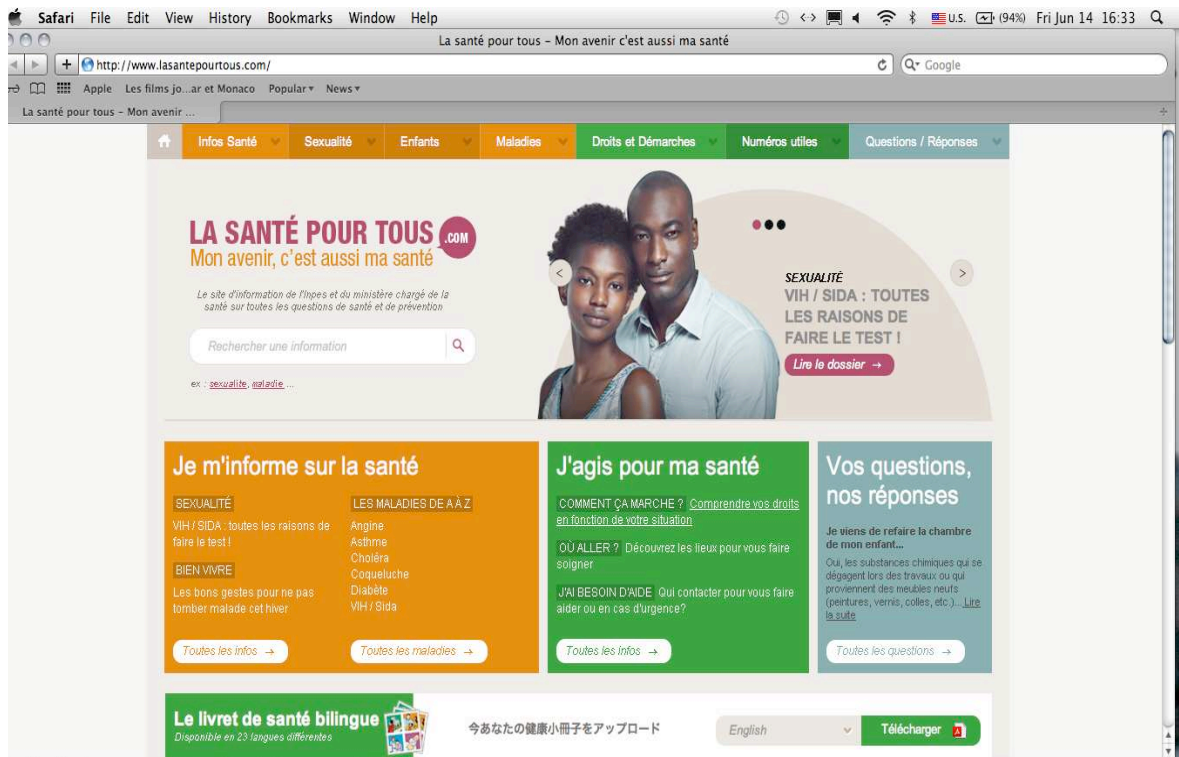 Safari File Edit View History Bookmarks Window Help U.S. (94%) Fri Jun 14 16:33
La santé pour tous – Mon avenir c'est aussi ma santé
http://www.lasantepourtous.com/ Google
Apple Les films jo...ar et Monaco Popular News
La santé pour tous – Mon avenir ...
Infos Santé Sexualité Enfants Maladies Droits et Démarches Numéros utiles Questions / Réponses
LA SANTÉ POUR TOUS .COM
Mon avenir, c'est aussi ma santé
Le site d'information de l'Inpes et du ministère chargé de la
santé sur toutes les questions de santé et de prévention
Rechercher une information
ex : sexualite, maladie ...
SEXUALITÉ
VIH / SIDA : TOUTES
LES RAISONS DE
FAIRE LE TEST !
Lire le dossier →
Je m'informe sur la santé
SEXUALITÉ
VIH / SIDA : toutes les raisons de
faire le test !
BIEN VIVRE
Les bons gestes pour ne pas
tomber malade cet hiver
Toutes les infos →
LES MALADIES DE A À Z
Angine
Asthme
Choléra
Coqueluche
Diabète
VIH / Sida
Toutes les maladies →
J'agis pour ma santé
COMMENT ÇA MARCHE ? Comprendre vos droits
en fonction de votre situation
OÙ ALLER ? Découvrez les lieux pour vous faire
soigner
J'AI BESOIN D'AIDE Qui contacter pour vous faire
aider ou en cas d'urgence?
Toutes les Infos →
Vos questions,
nos réponses
Je viens de refaire la chambre
de mon enfant...
Oui, les substances chimiques qui se
dégagent lors des travaux ou qui
proviennent des meubles neufs
(peintures, vernis, colles, etc.)... Lire
la suite
Toutes les questions →
Le livret de santé bilingue
Disponible en 23 langues différentes
今あなたの健康小冊子をアップロード
English
Télécharger